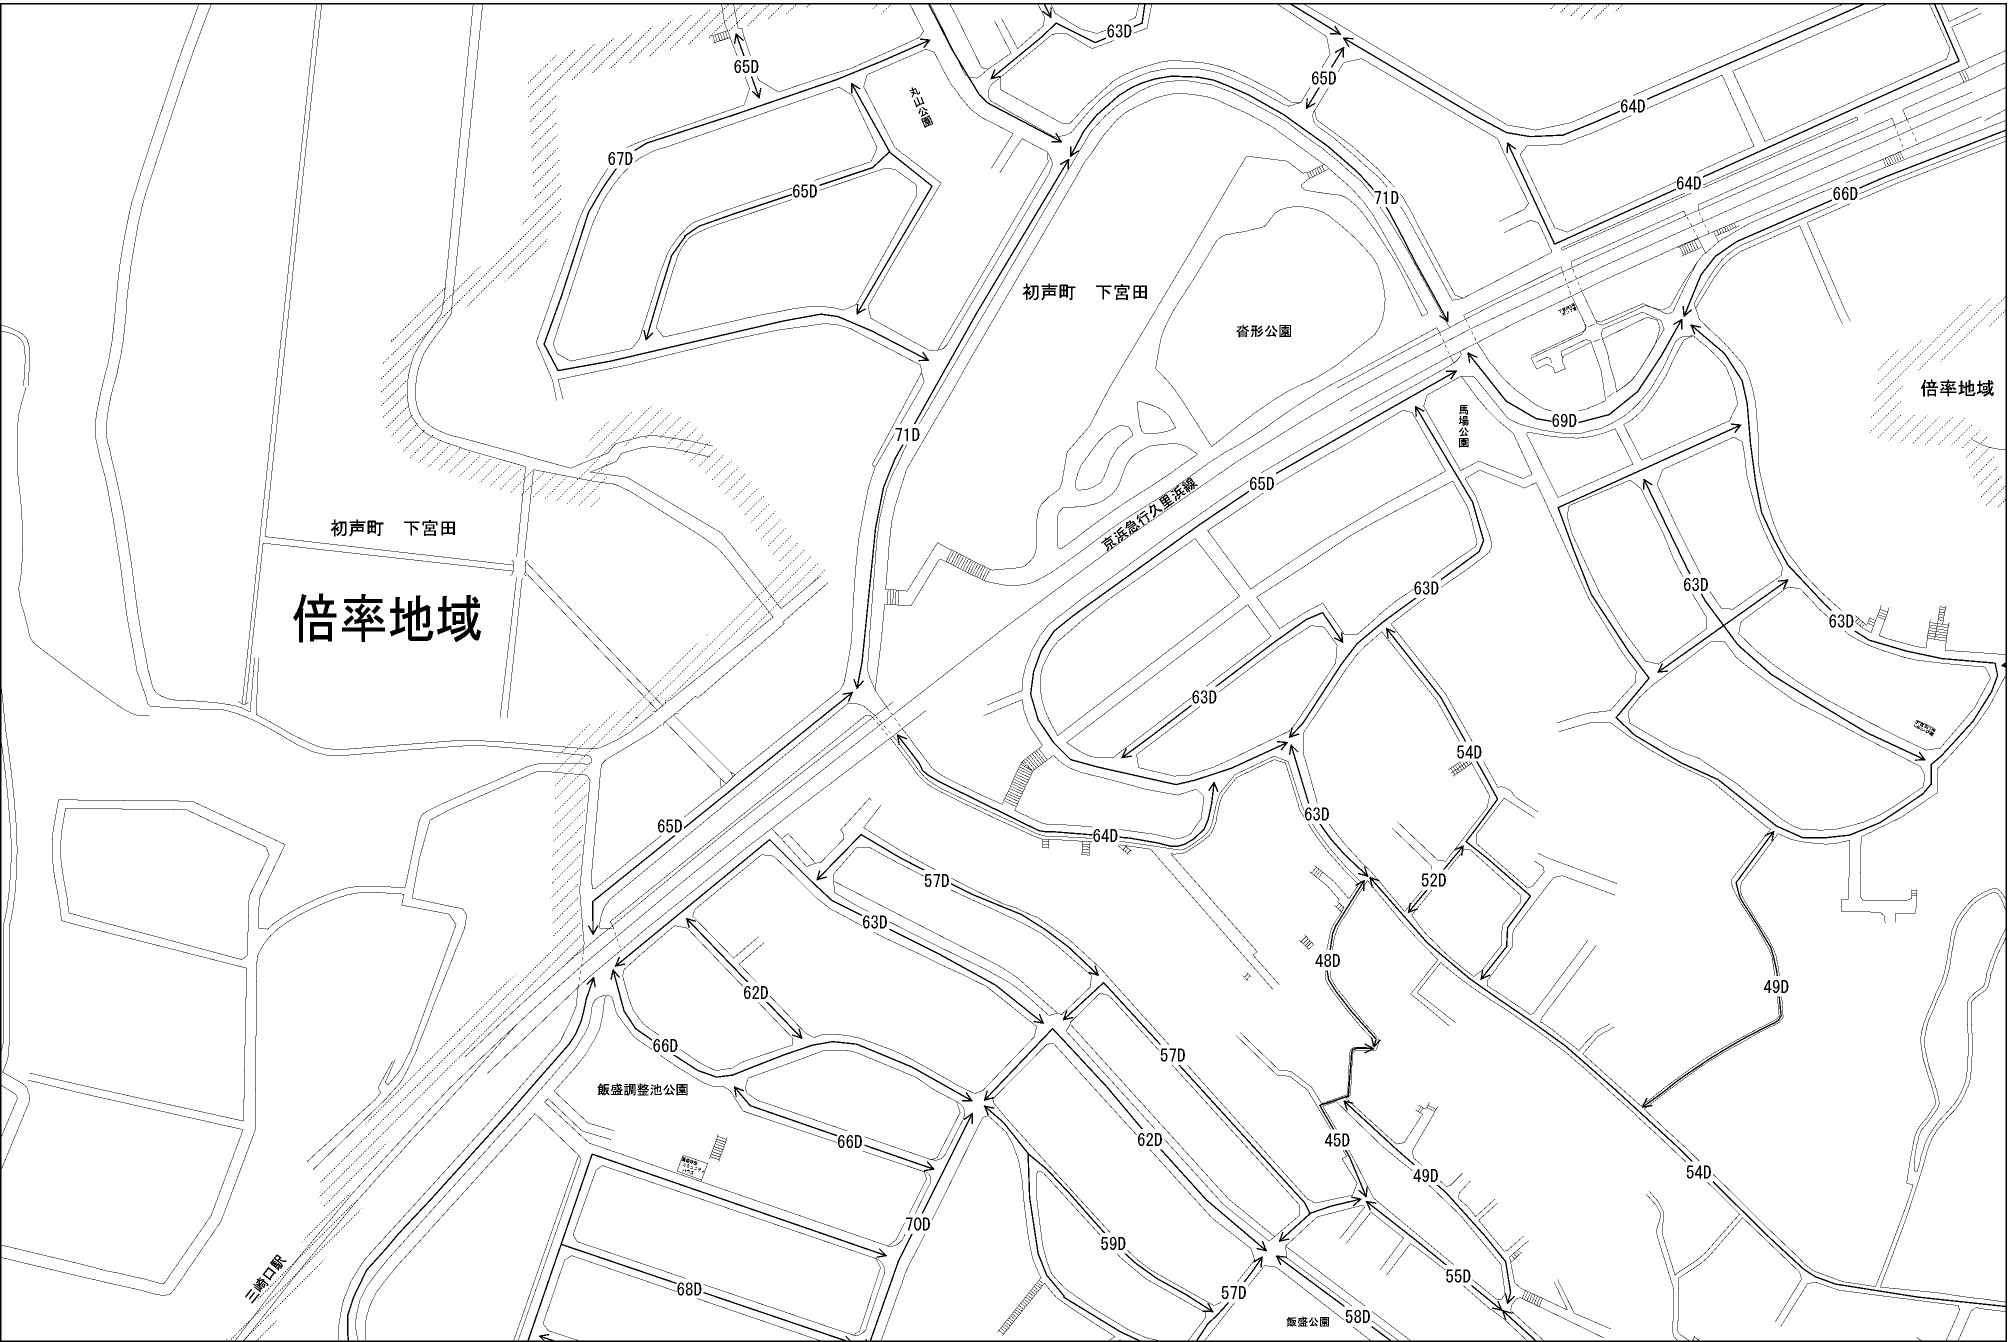 63D
65D
65D
64D
丸山公園
67D
65D
64D
66D
71D
初声町　下宮田
沓形公園
倍率地域
馬場公園
69D
71D
65D
京浜急行久里浜線
初声町　下宮田
倍率地域
63D
63D
63D
63D
54D
65D
64D
63D
57D
52D
63D
48D
62D
49D
66D
57D
飯盛調整池公園
66D
62D
45D
49D
54D
70D
59D
三崎口駅
68D
57D
55D
58D
飯盛公園